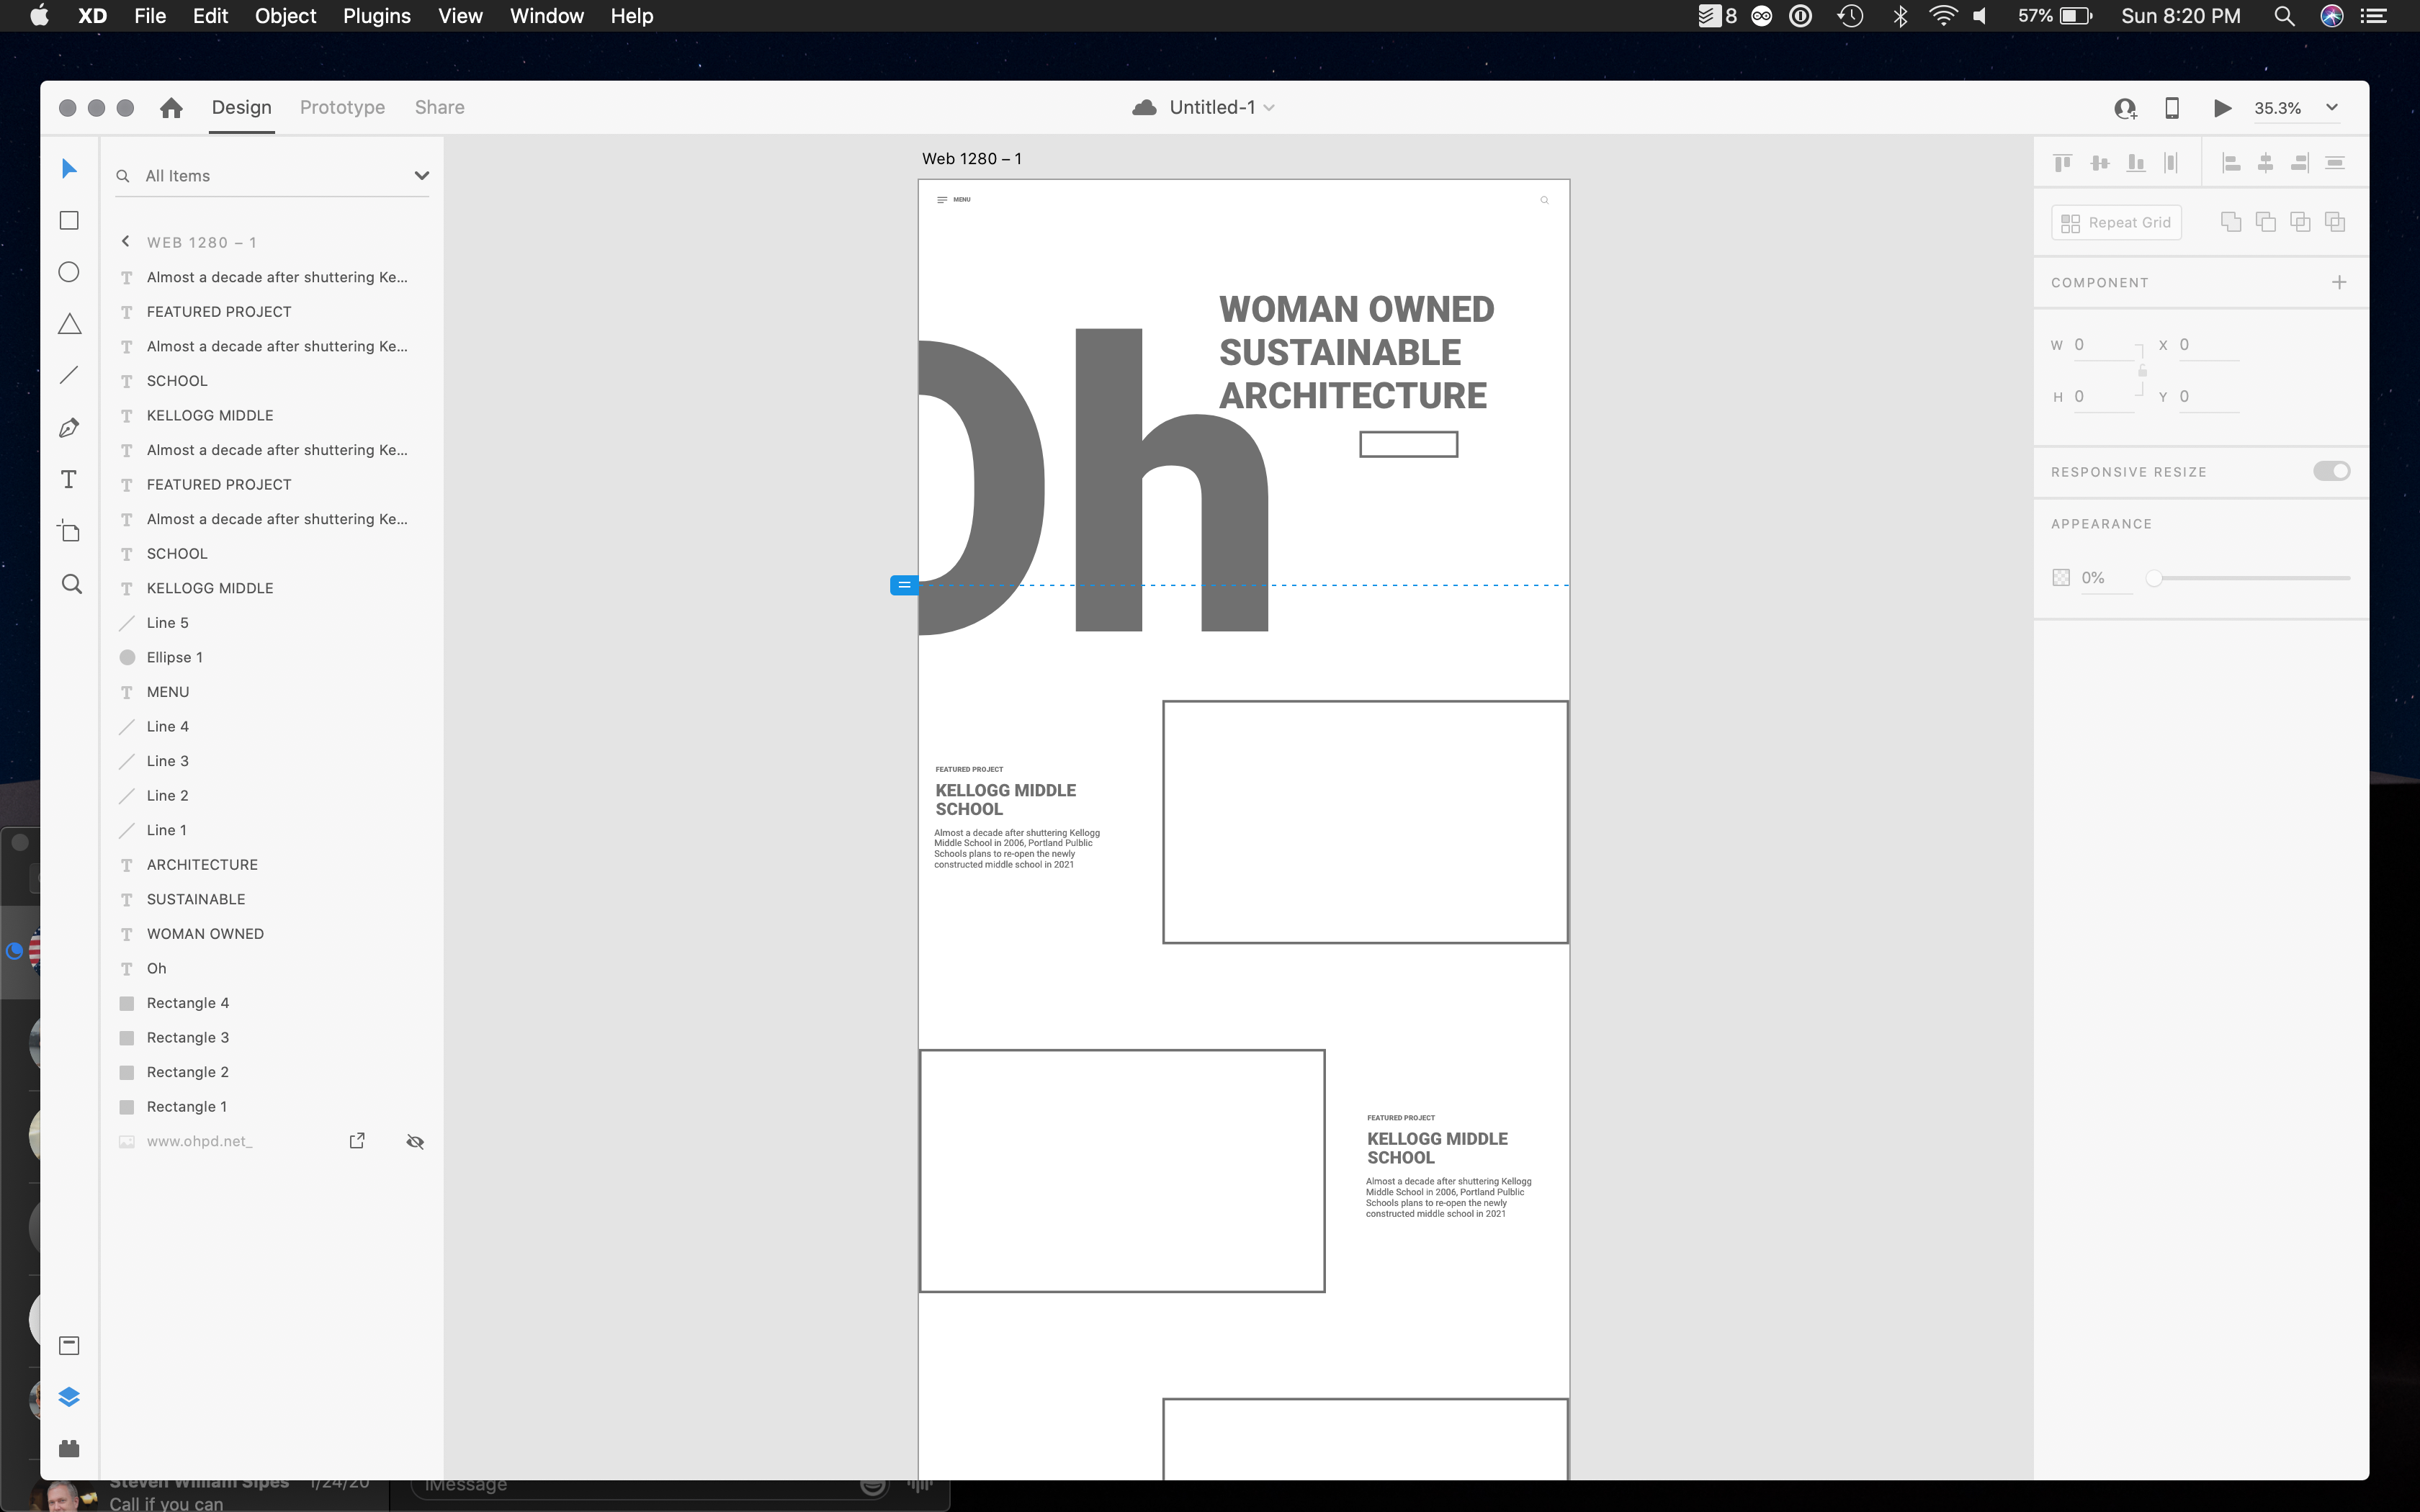 XD File Edit Object Plugins View Window Help
8
57%
Sun 8:20 PM
Design Prototype Share
Untitled-1
35.3%
All Items
WEB 1280 – 1
Almost a decade after shuttering Ke...
FEATURED PROJECT
Almost a decade after shuttering Ke...
SCHOOL
KELLOGG MIDDLE
Almost a decade after shuttering Ke...
FEATURED PROJECT
Almost a decade after shuttering Ke...
SCHOOL
KELLOGG MIDDLE
Line 5
Ellipse 1
MENU
Line 4
Line 3
Line 2
Line 1
ARCHITECTURE
SUSTAINABLE
WOMAN OWNED
Oh
Rectangle 4
Rectangle 3
Rectangle 2
Rectangle 1
www.ohpd.net_
Web 1280 – 1
MENU
WOMAN OWNED
SUSTAINABLE
ARCHITECTURE
Oh
FEATURED PROJECT
KELLOGG MIDDLE
SCHOOL
Almost a decade after shuttering Kellogg
Middle School in 2006, Portland Pulblic
Schools plans to re-open the newly
constructed middle school in 2021
FEATURED PROJECT
KELLOGG MIDDLE
SCHOOL
Almost a decade after shuttering Kellogg
Middle School in 2006, Portland Pulblic
Schools plans to re-open the newly
constructed middle school in 2021
Repeat Grid
COMPONENT
W 0 X 0
H 0 Y 0
RESPONSIVE RESIZE
APPEARANCE
0%
Steven William Sipes 1/24/20
Call if you can
iMessage